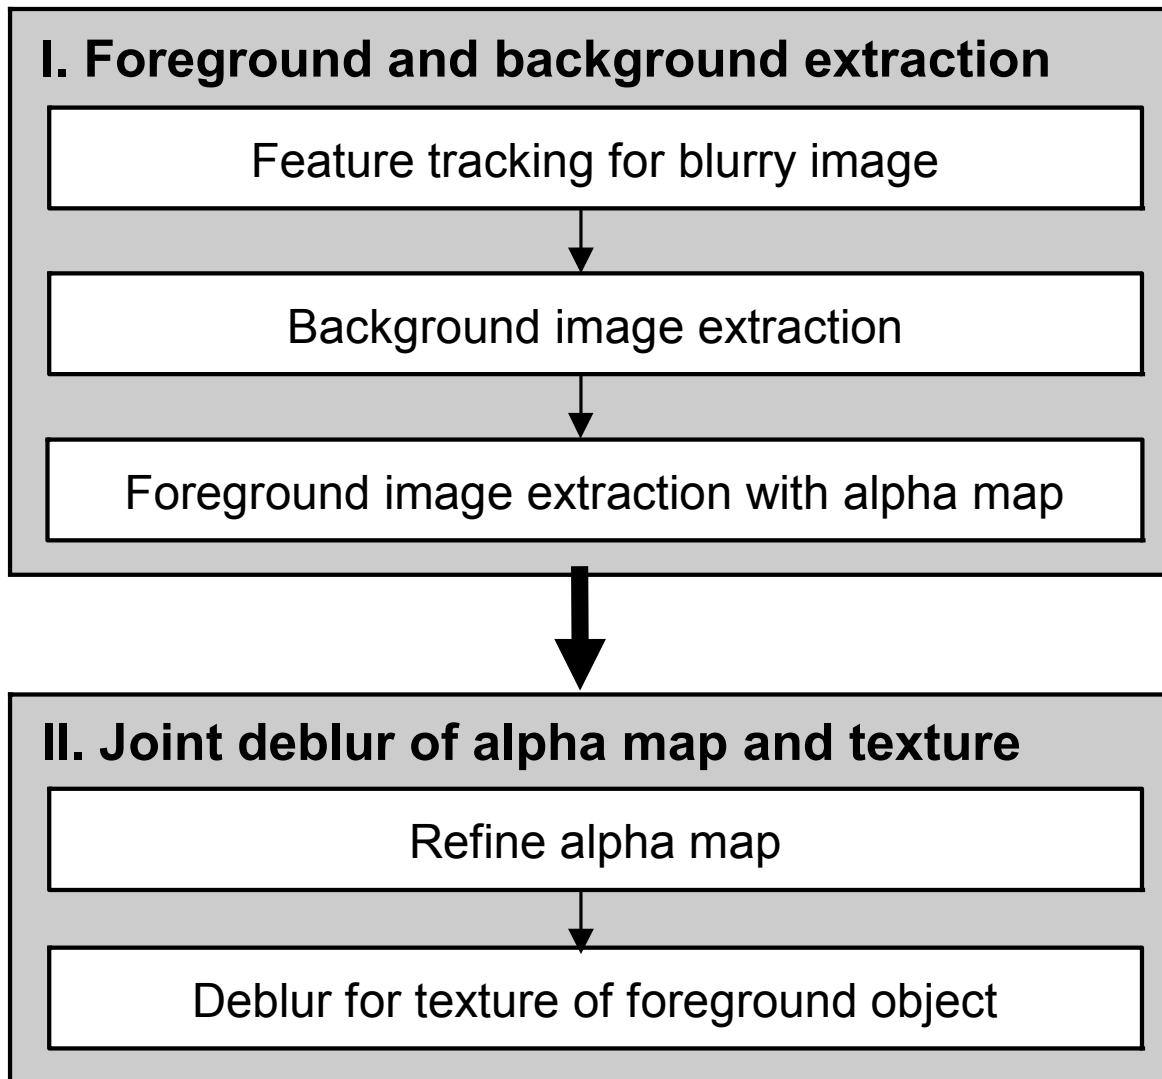 I. Foreground and background extraction
Feature tracking for blurry image
Background image extraction
Foreground image extraction with alpha map
II. Joint deblur of alpha map and texture
Refine alpha map
Deblur for texture of foreground object